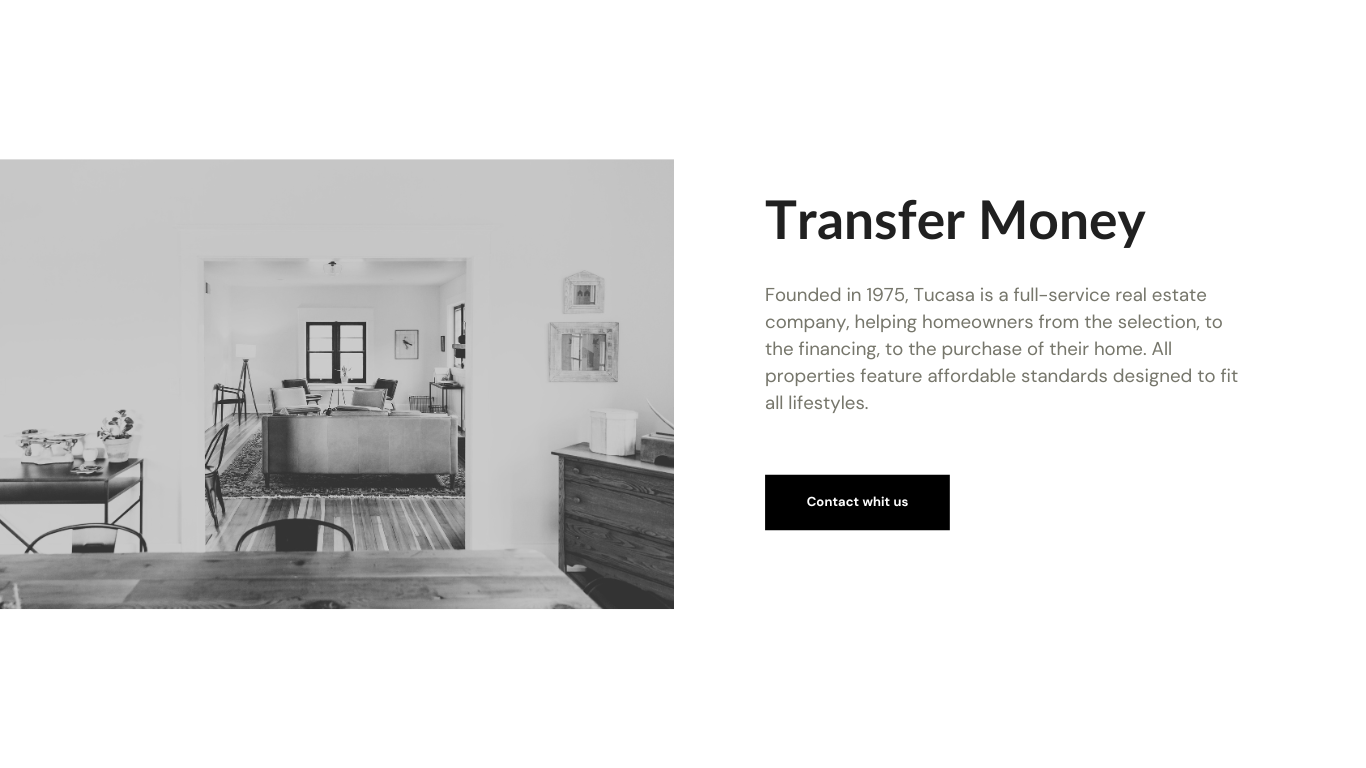 Transfer Money
Founded in 1975, Tucasa is a full-service real estate
company, helping homeowners from the selection, to
the financing, to the purchase of their home. All
properties feature affordable standards designed to fit
all lifestyles.
Contact whit us